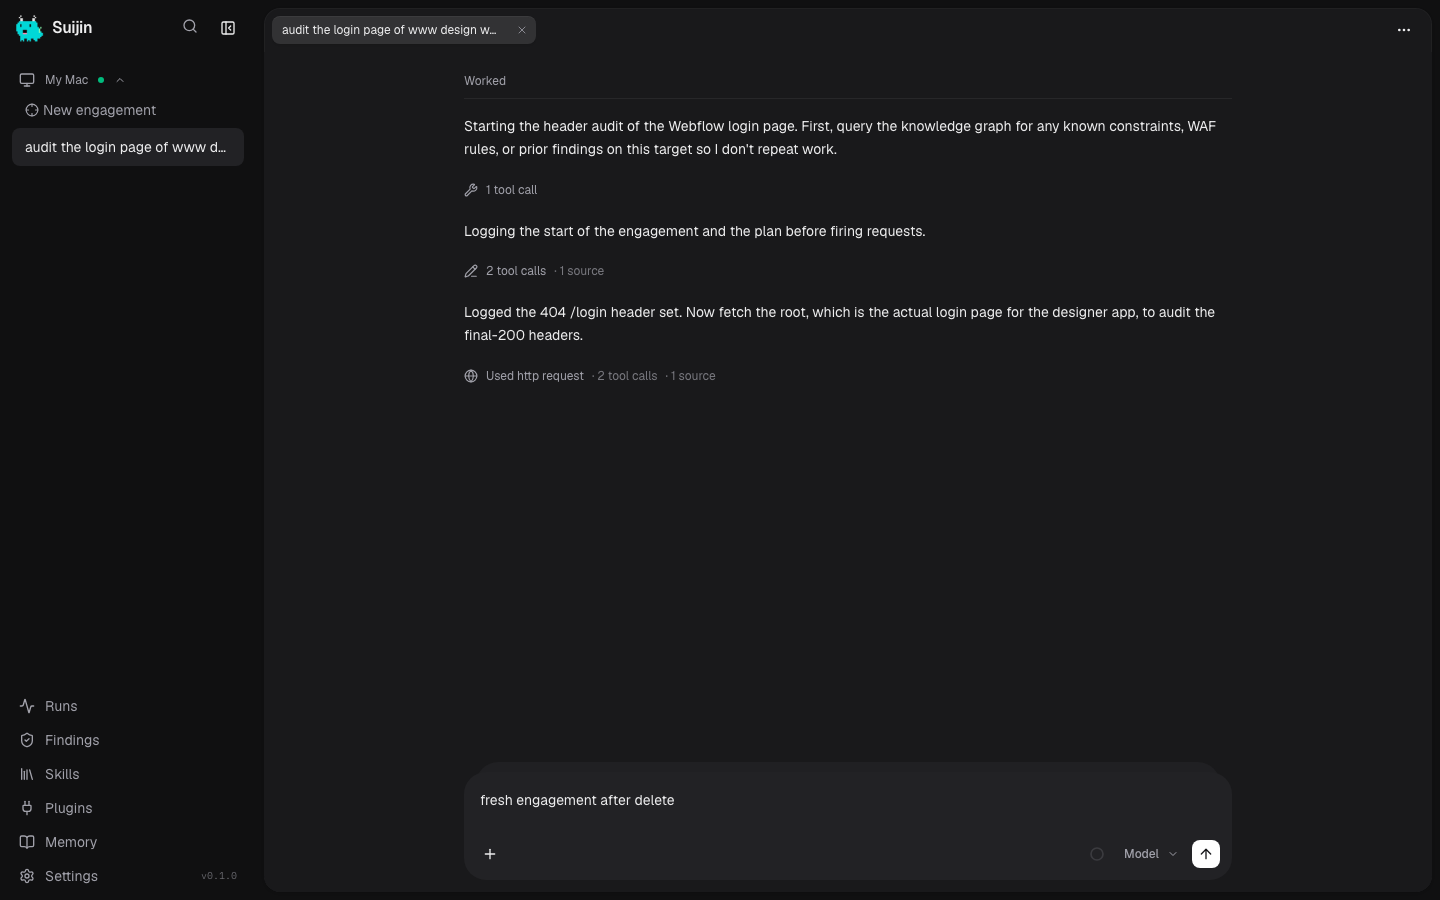 Suijin
My Mac
New engagement
audit the login page of www d...
Runs
Findings
Skills
Plugins
Memory
Settings
v0.1.0
audit the login page of www design w...
Worked
Starting the header audit of the Webflow login page. First, query the knowledge graph for any known constraints, WAF
rules, or prior findings on this target so I don't repeat work.
1 tool call
Logging the start of the engagement and the plan before firing requests.
2 tool calls · 1 source
Logged the 404 /login header set. Now fetch the root, which is the actual login page for the designer app, to audit the
final-200 headers.
Used http request · 2 tool calls · 1 source
fresh engagement after delete
Model